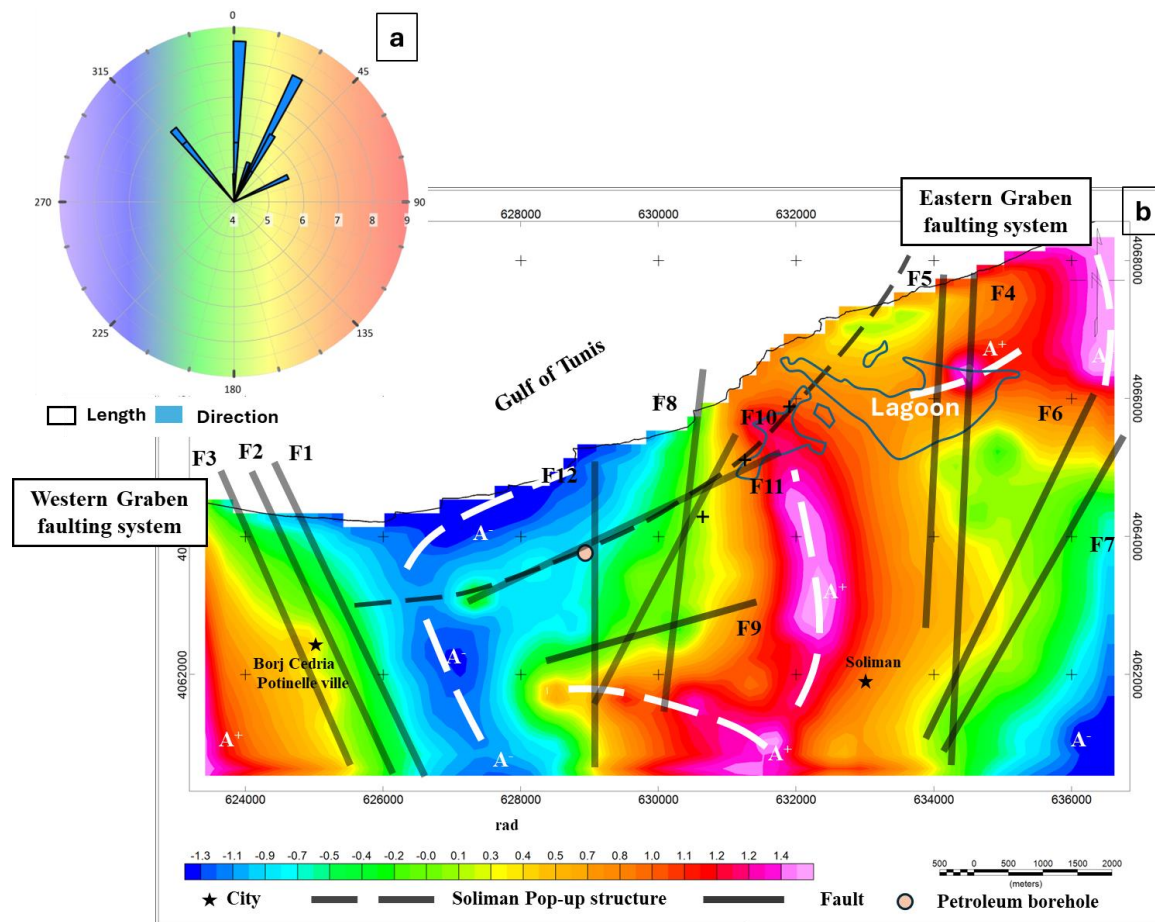 0
a
315
45
270
4 5 6 7 8 9
90
225
135
180
Length Direction
Eastern Graben
faulting system
b
628000 630000 632000
4068000
F5
F4
Gulf of Tunis
A+
A
F8
Lagoon
4066000
F10
F6
F3 F2 F1
F12
F11
Western Graben
faulting system
A-
40
4064000
F7
A+
F9
Borj Cedria
Potinelle ville
A-
Soliman
4062000
A+
A-
A+
A-
624000 626000 628000 630000 632000 634000 636000
rad
-1.3 -1.1 -0.9 -0.7 -0.5 -0.4 -0.2 -0.0 0.1 0.3 0.5 0.7 0.8 1.0 1.2 1.2 1.4
500 0 500 1000 1500 2000
(meters)
City Soliman Pop-up structure Fault Petroleum borehole